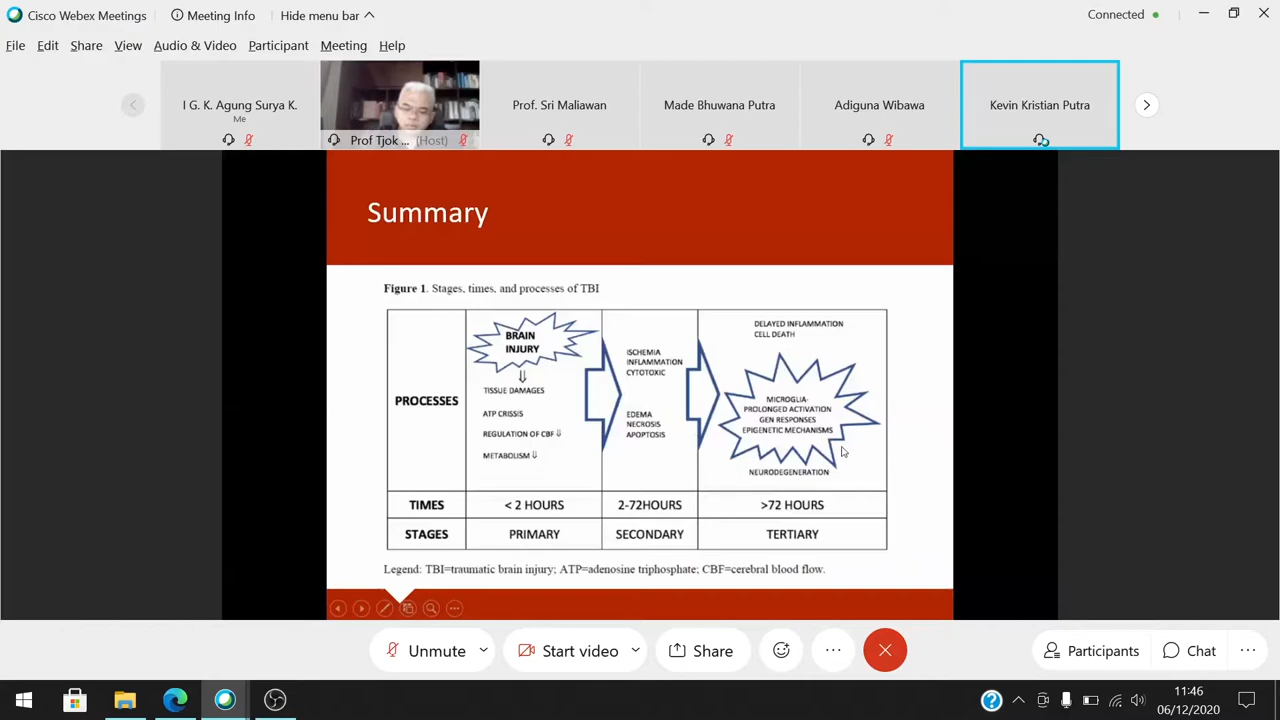 Cisco Webex Meetings
Meeting Info
Hide menu bar
Connected
File Edit Share View Audio & Video Participant Meeting Help
I G. K. Agung Surya K.
Me
Prof Tjok ... (Host)
Prof. Sri Maliawan
Made Bhuwana Putra
Adiguna Wibawa
Kevin Kristian Putra
Summary
Figure 1. Stages, times, and processes of TBI
PROCESSES
BRAIN
INJURY
TISSUE DAMAGES
ATP CRISSIS
REGULATION OF CBF
METABOLISM
ISCHEMIA
INFLAMMATION
CYTOTOXIC
EDEMA
NECROSIS
APOPTOSIS
DELAYED INFLAMMATION
CELL DEATH
MICROGLIA-
PROLONGED ACTIVATION
GEN RESPONSES
EPIGENETIC MECHANISMS
NEURODEGENERATION
TIMES < 2 HOURS 2-72HOURS >72 HOURS
STAGES PRIMARY SECONDARY TERTIARY
Legend: TBI=traumatic brain injury; ATP=adenosine triphosphate; CBF=cerebral blood flow.
Unmute
Start video
Share
Participants
Chat
11:46
06/12/2020